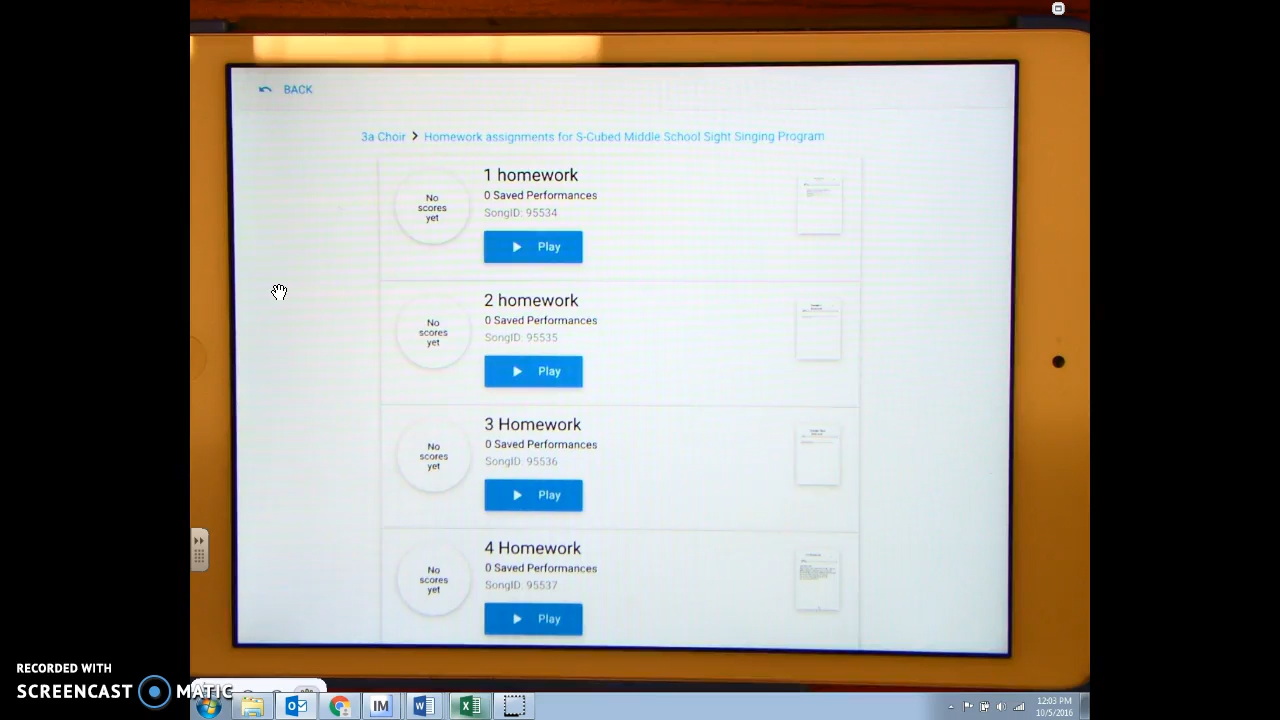 BACK
3a Choir > Homework assignments for S-Cubed Middle School Sight Singing Program
No scores yet
1 homework
0 Saved Performances
SongID: 95534
Play
No scores yet
2 homework
0 Saved Performances
SongID: 95535
Play
No scores yet
3 Homework
0 Saved Performances
SongID: 95536
Play
No scores yet
4 Homework
0 Saved Performances
SongID: 95537
Play
RECORDED WITH
SCREENCAST MATIC
IM
12:03 PM
10/5/2016